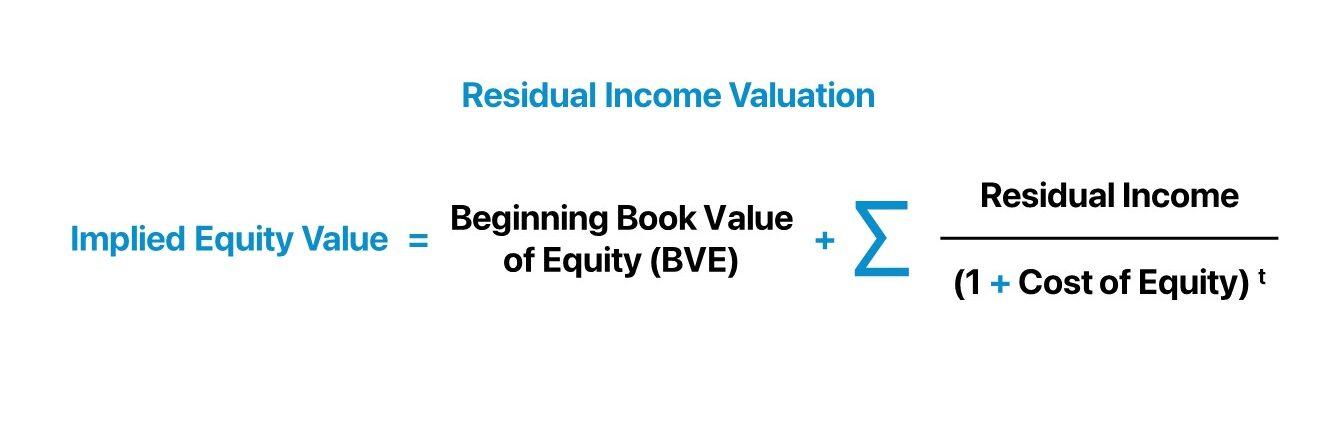 Residual Income Valuation
Implied Equity Value = Beginning Book Value
of Equity (BVE) + ∑ Residual Income
(1 + Cost of Equity) t